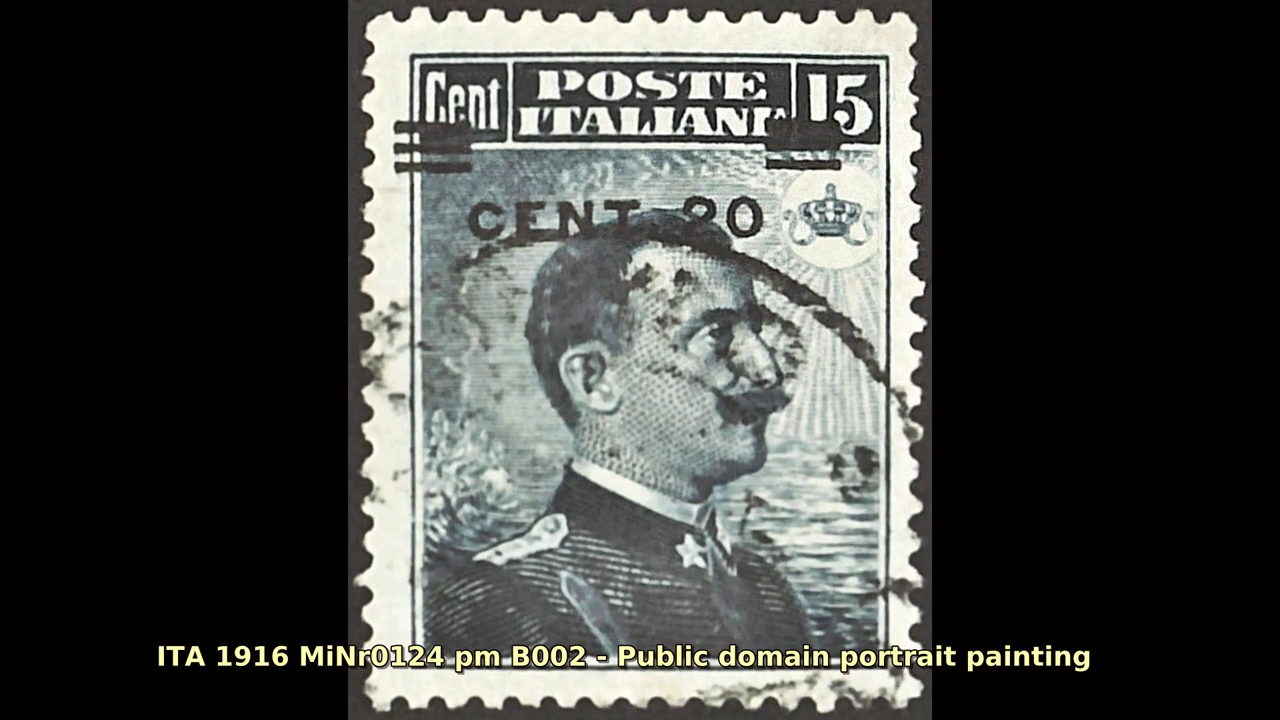 Cent POSTE ITALIANE 15
CENT 20
ITA 1916 MiNr0124 pm B002 - Public domain portrait painting